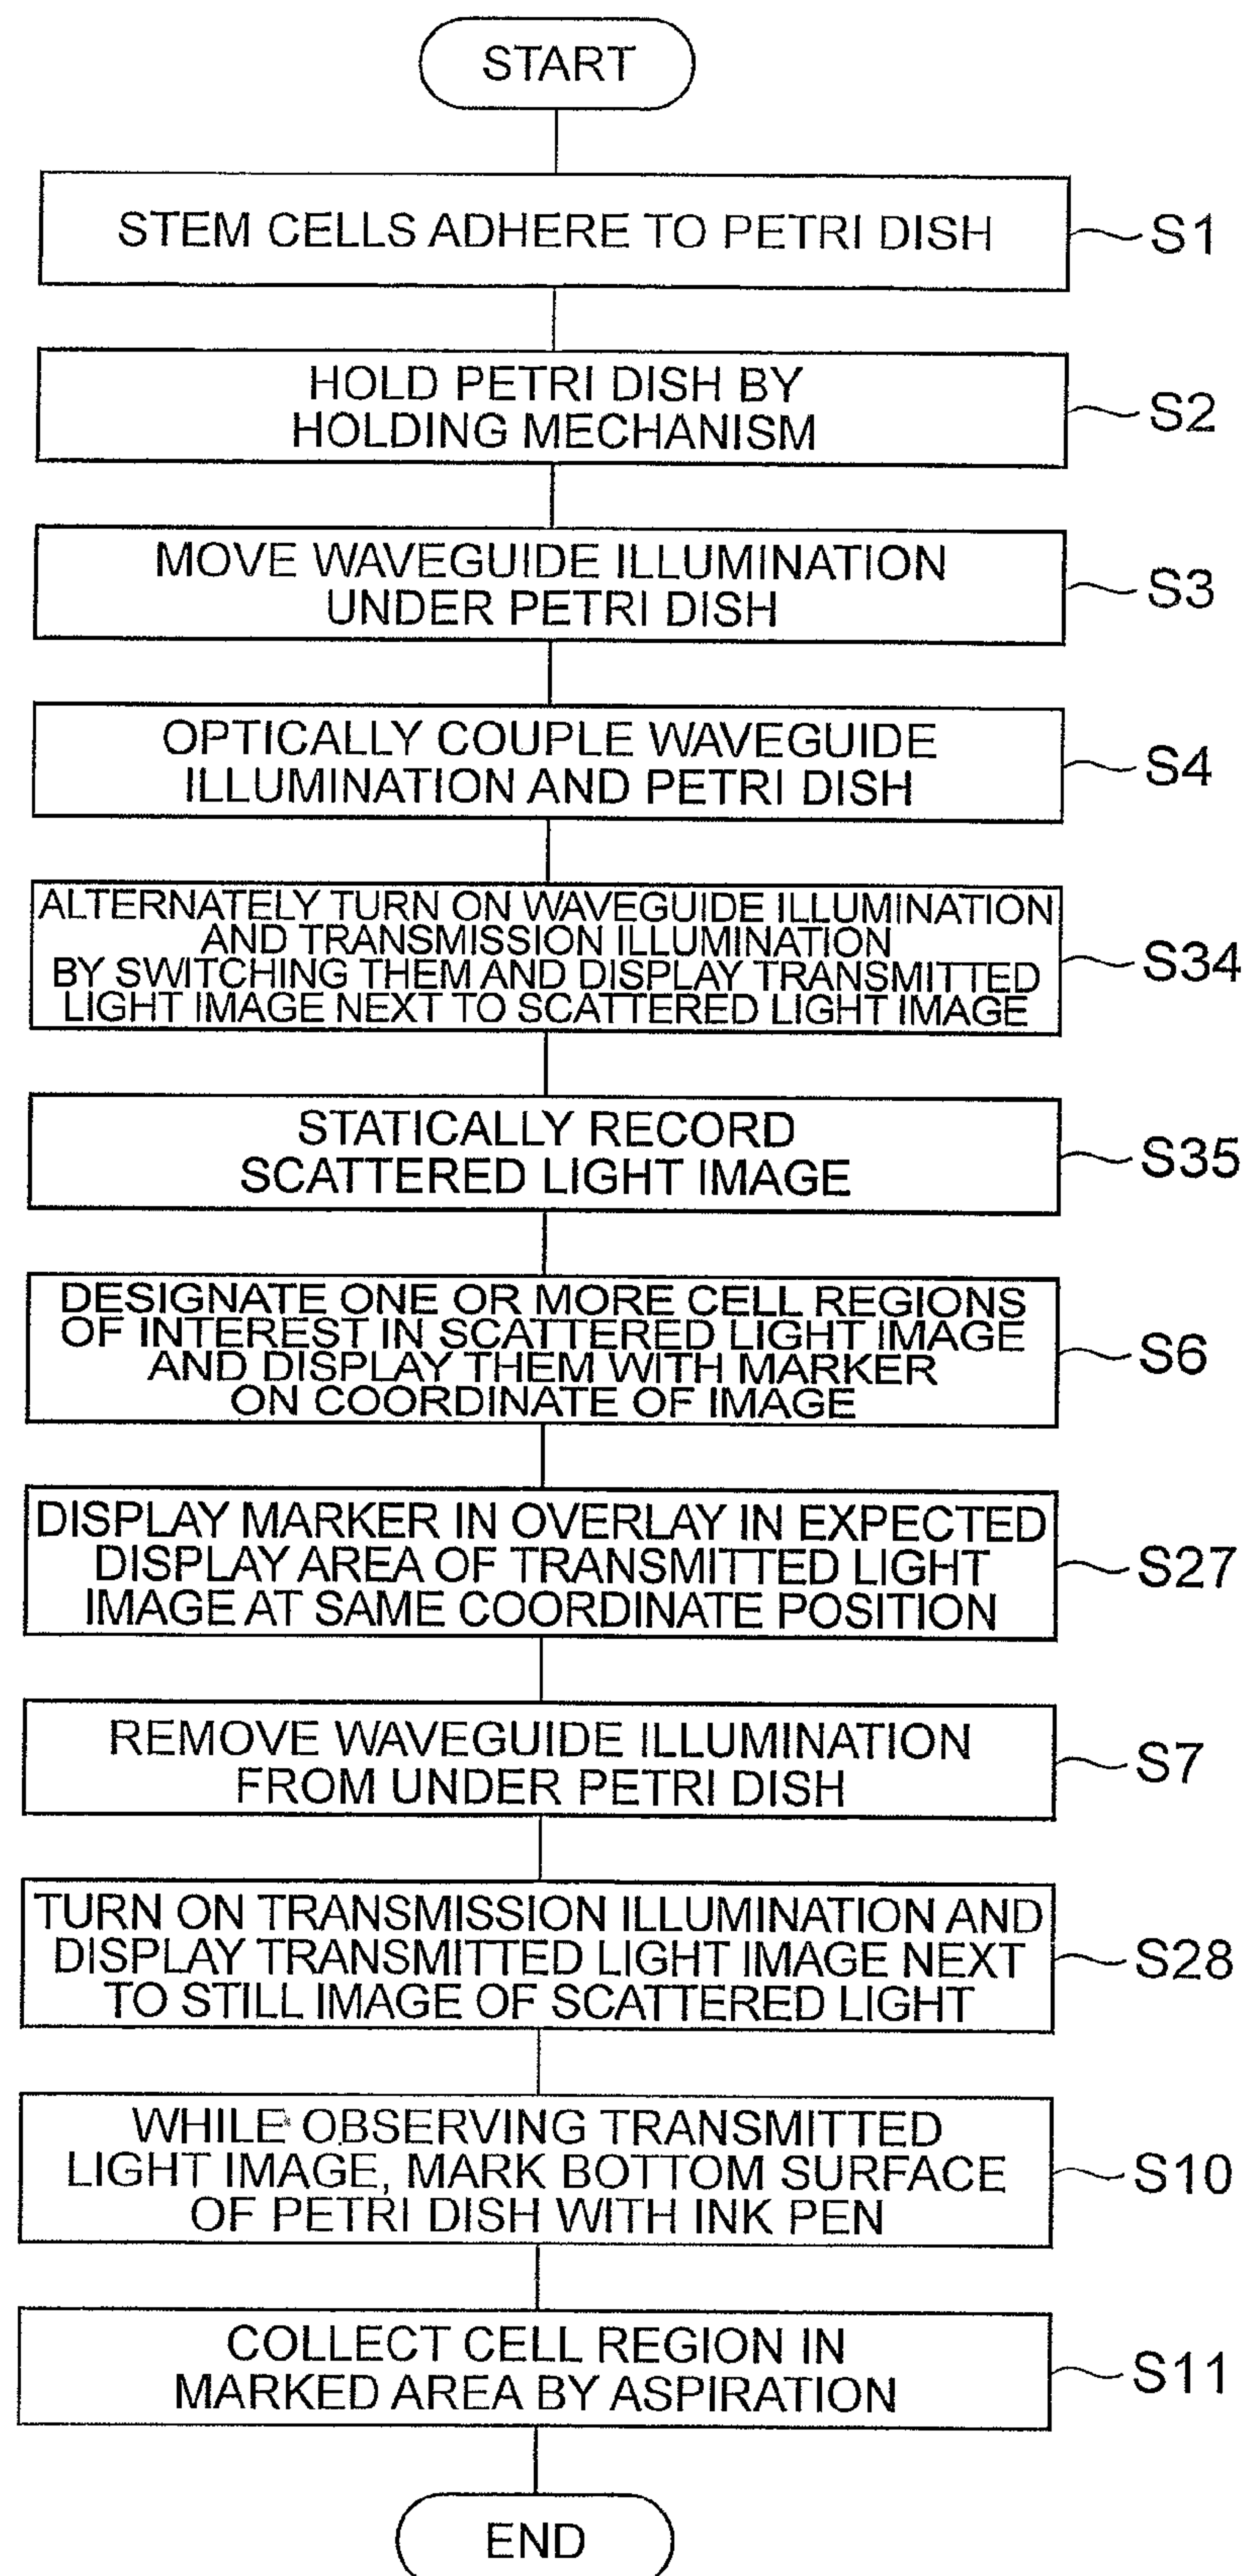 START
STEM CELLS ADHERE TO PETRI DISH
S1
HOLD PETRI DISH BY
HOLDING MECHANISM
S2
MOVE WAVEGUIDE ILLUMINATION
UNDER PETRI DISH
S3
OPTICALLY COUPLE WAVEGUIDE
ILLUMINATION AND PETRI DISH
S4
ALTERNATELY TURN ON WAVEGUIDE ILLUMINATION
AND TRANSMISSION ILLUMINATION
BY SWITCHING THEM AND DISPLAY TRANSMITTED
LIGHT IMAGE NEXT TO SCATTERED LIGHT IMAGE
S34
STATICALLY RECORD
SCATTERED LIGHT IMAGE
S35
DESIGNATE ONE OR MORE CELL REGIONS
OF INTEREST IN SCATTERED LIGHT IMAGE
AND DISPLAY THEM WITH MARKER
ON COORDINATE OF IMAGE
S6
DISPLAY MARKER IN OVERLAY IN EXPECTED
DISPLAY AREA OF TRANSMITTED LIGHT
IMAGE AT SAME COORDINATE POSITION
S27
REMOVE WAVEGUIDE ILLUMINATION
FROM UNDER PETRI DISH
S7
TURN ON TRANSMISSION ILLUMINATION AND
DISPLAY TRANSMITTED LIGHT IMAGE NEXT
TO STILL IMAGE OF SCATTERED LIGHT
S28
WHILE OBSERVING TRANSMITTED
LIGHT IMAGE, MARK BOTTOM SURFACE
OF PETRI DISH WITH INK PEN
S10
COLLECT CELL REGION IN
MARKED AREA BY ASPIRATION
S11
END